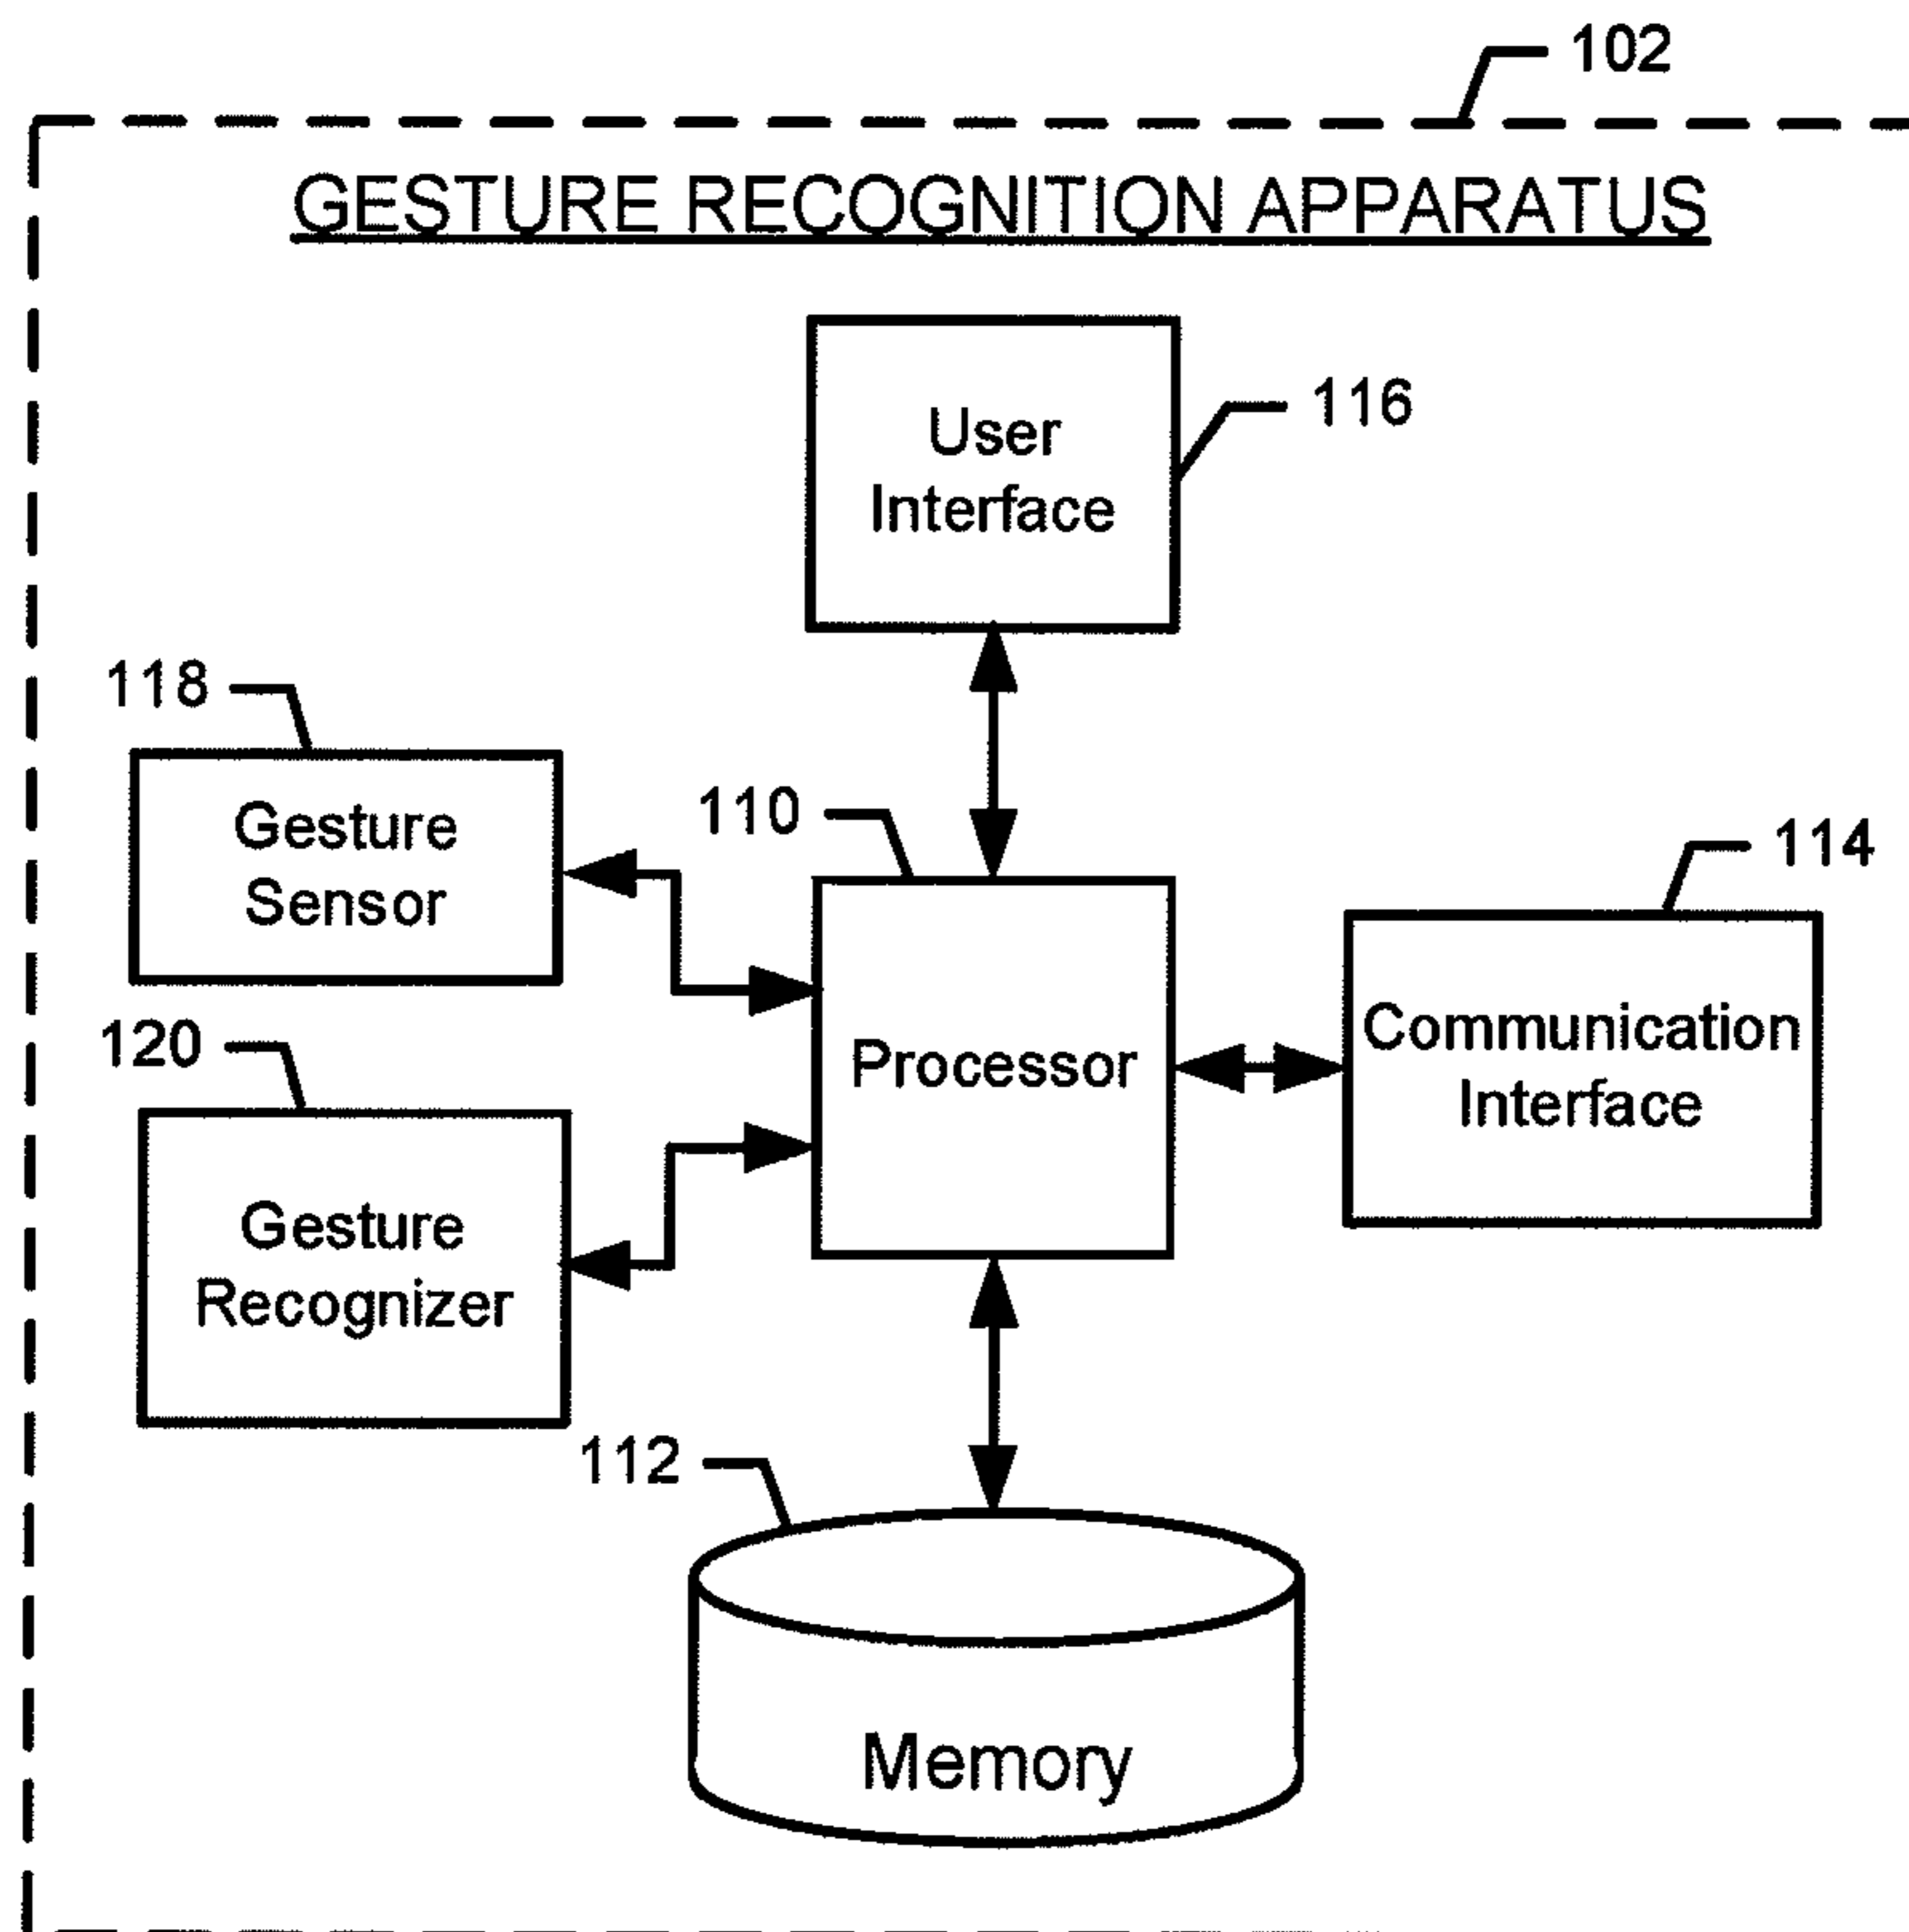 102
GESTURE RECOGNITION APPARATUS
User
Interface
116
118
Gesture
Sensor
110
Processor
114
Communication
Interface
120
Gesture
Recognizer
112
Memory